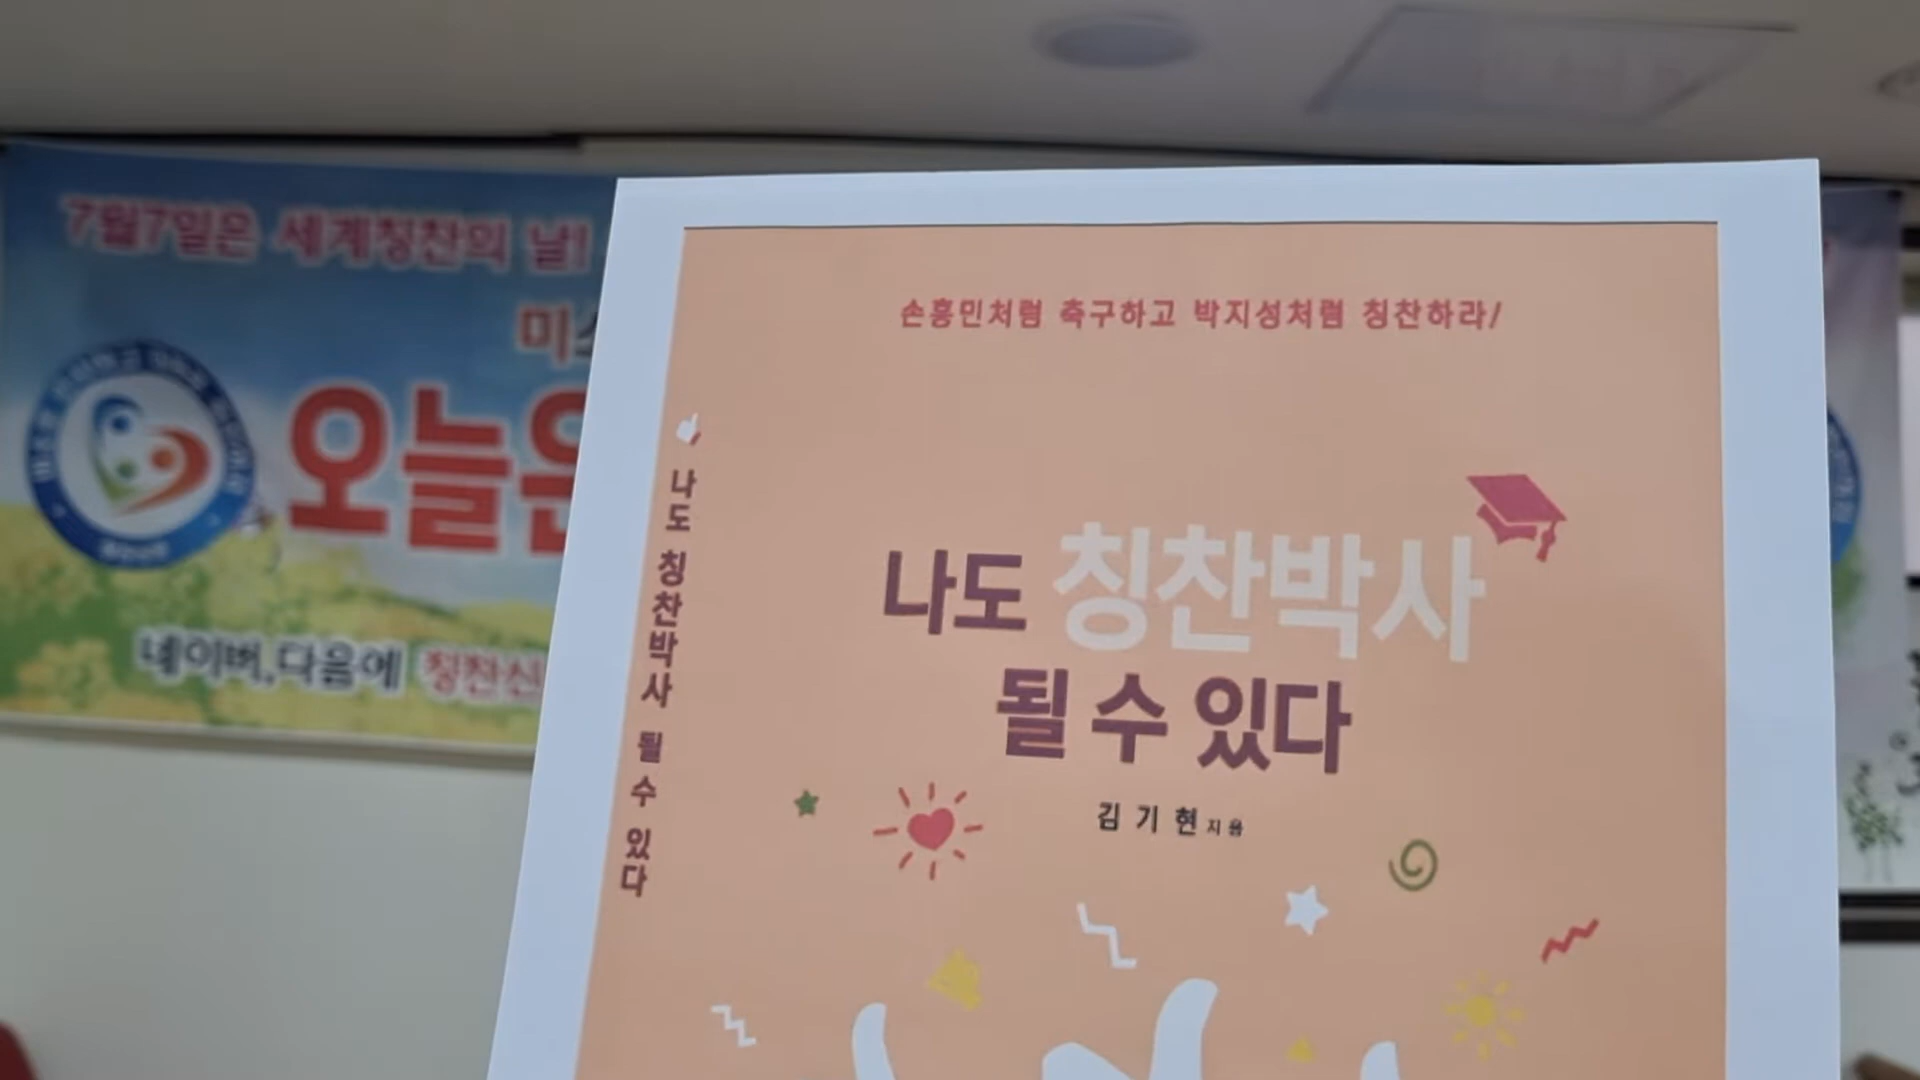 7월7일은 세계칭찬의 날!
미소
오늘은
네이버,다음에 칭찬신
손흥민처럼 축구하고 박지성처럼 칭찬하라!
나도 칭찬박사
될 수 있다
김기현 지음
나도 칭찬박사 될 수 있다